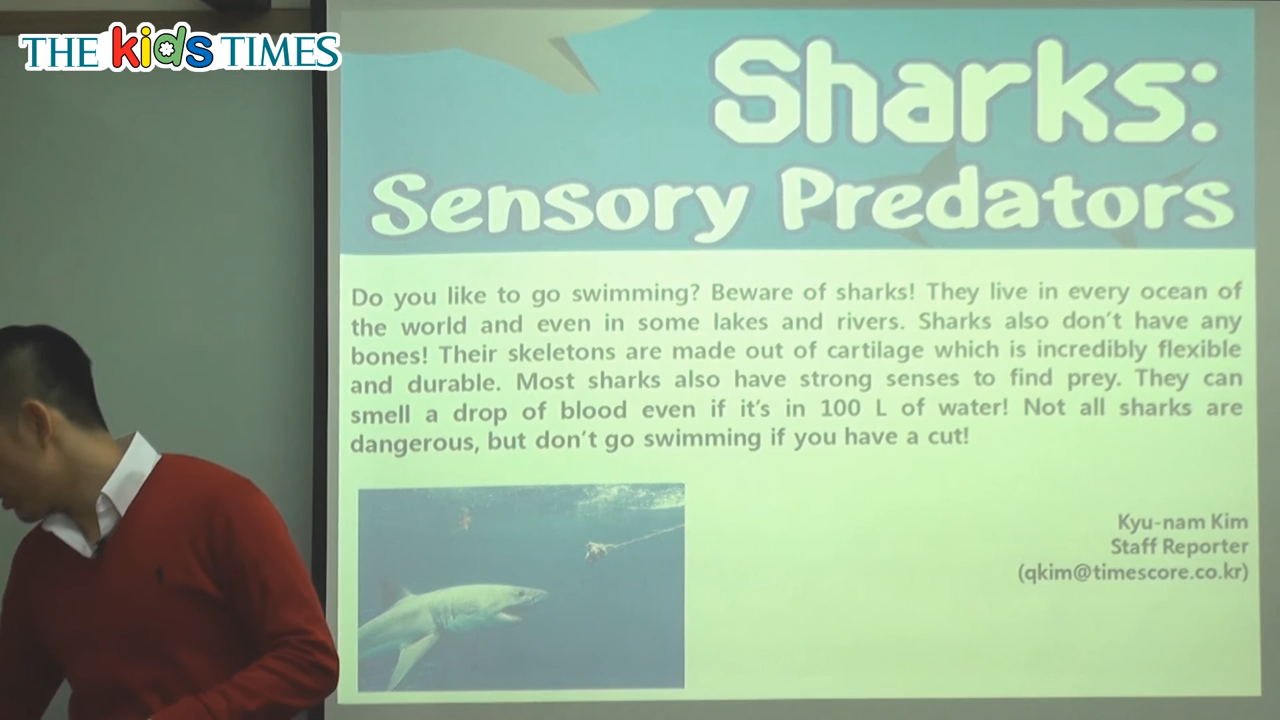 THE kids TIMES
Sharks:
Sensory Predators
Do you like to go swimming? Beware of sharks! They live in every ocean of
the world and even in some lakes and rivers. Sharks also don't have any
bones! Their skeletons are made out of cartilage which is incredibly flexible
and durable. Most sharks also have strong senses to find prey. They can
smell a drop of blood even if it's in 100 L of water! Not all sharks are
dangerous, but don't go swimming if you have a cut!
Kyu-nam Kim
Staff Reporter
(qkim@timescore.co.kr)